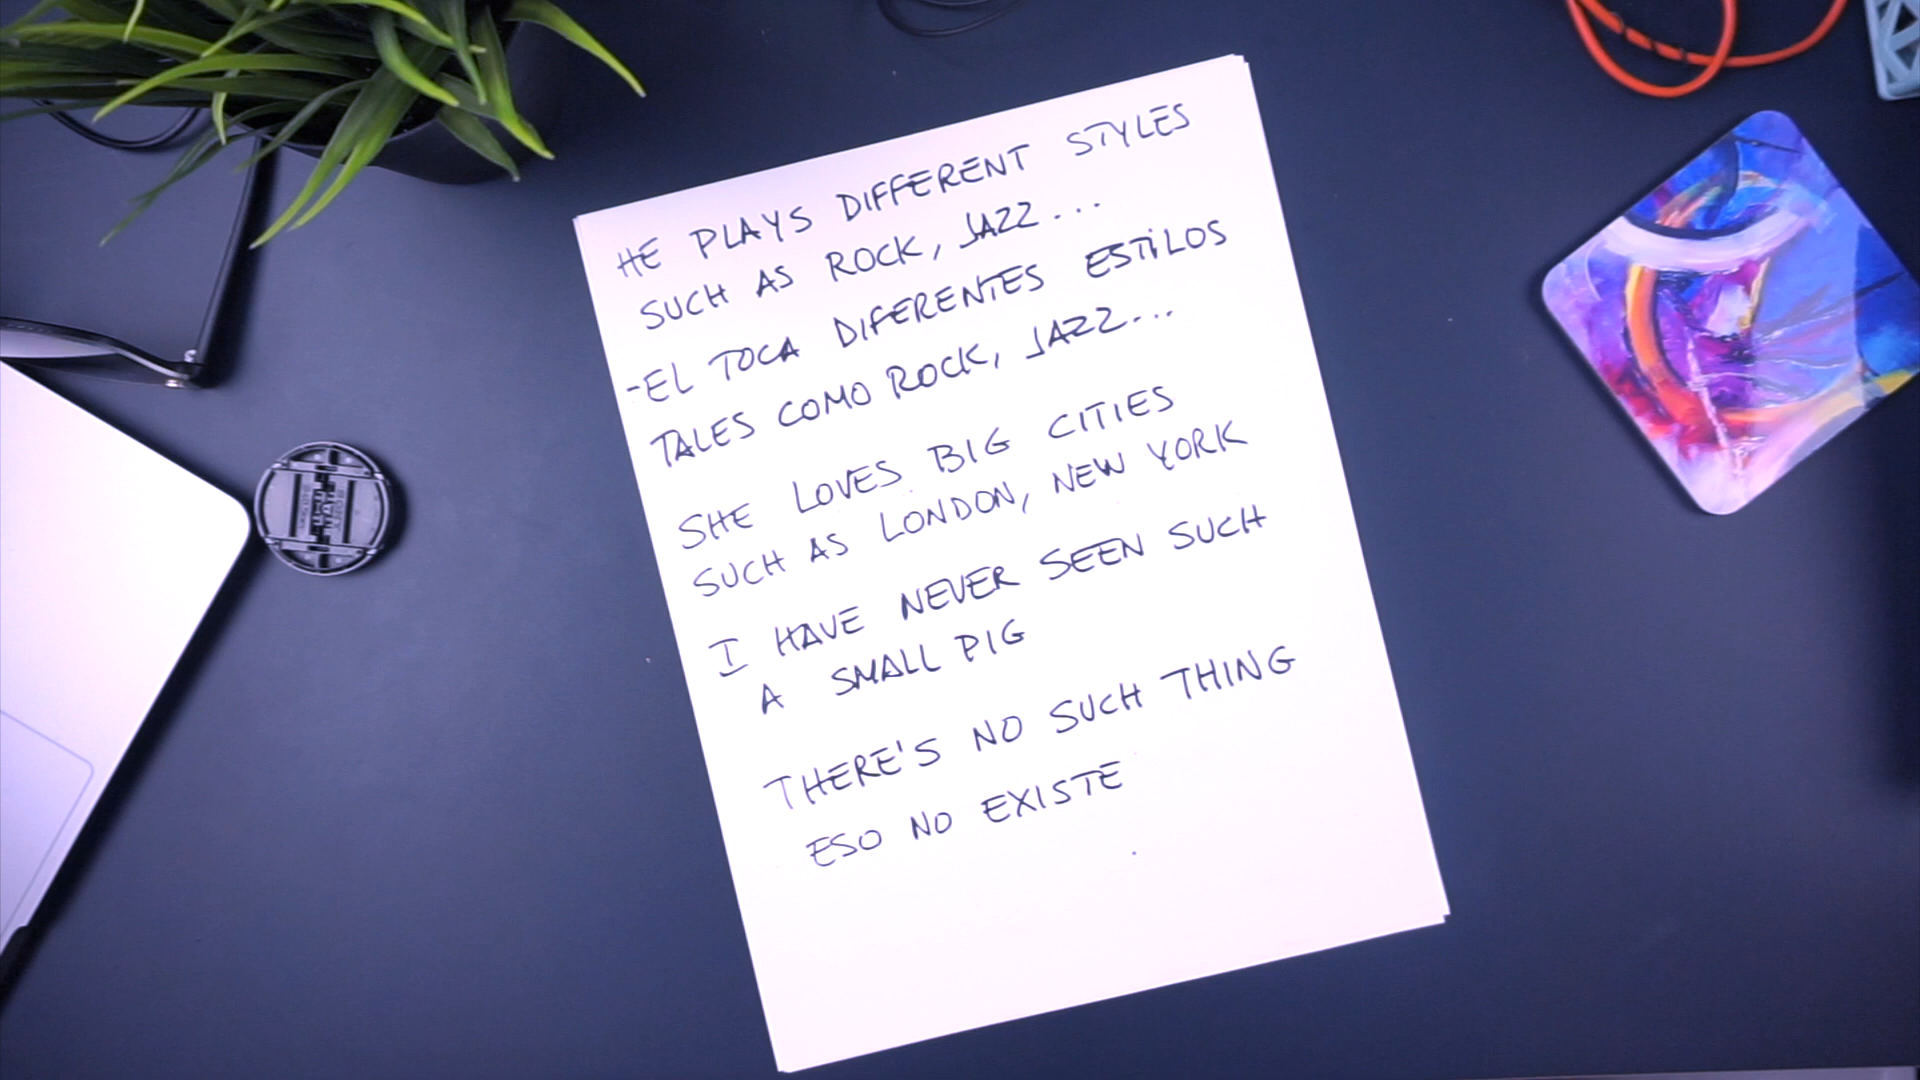 HE PLAYS DIFFERENT STYLES
SUCH AS ROCK, JAZZ...
-EL TOCA DIFERENTES ESTILOS
TALES COMO ROCK, JAZZ...
SHE LOVES BIG CITIES
SUCH AS LONDON, NEW YORK
I HAVE NEVER SEEN SUCH
A SMALL PIG
THERE'S NO SUCH THING
ESO NO EXISTE